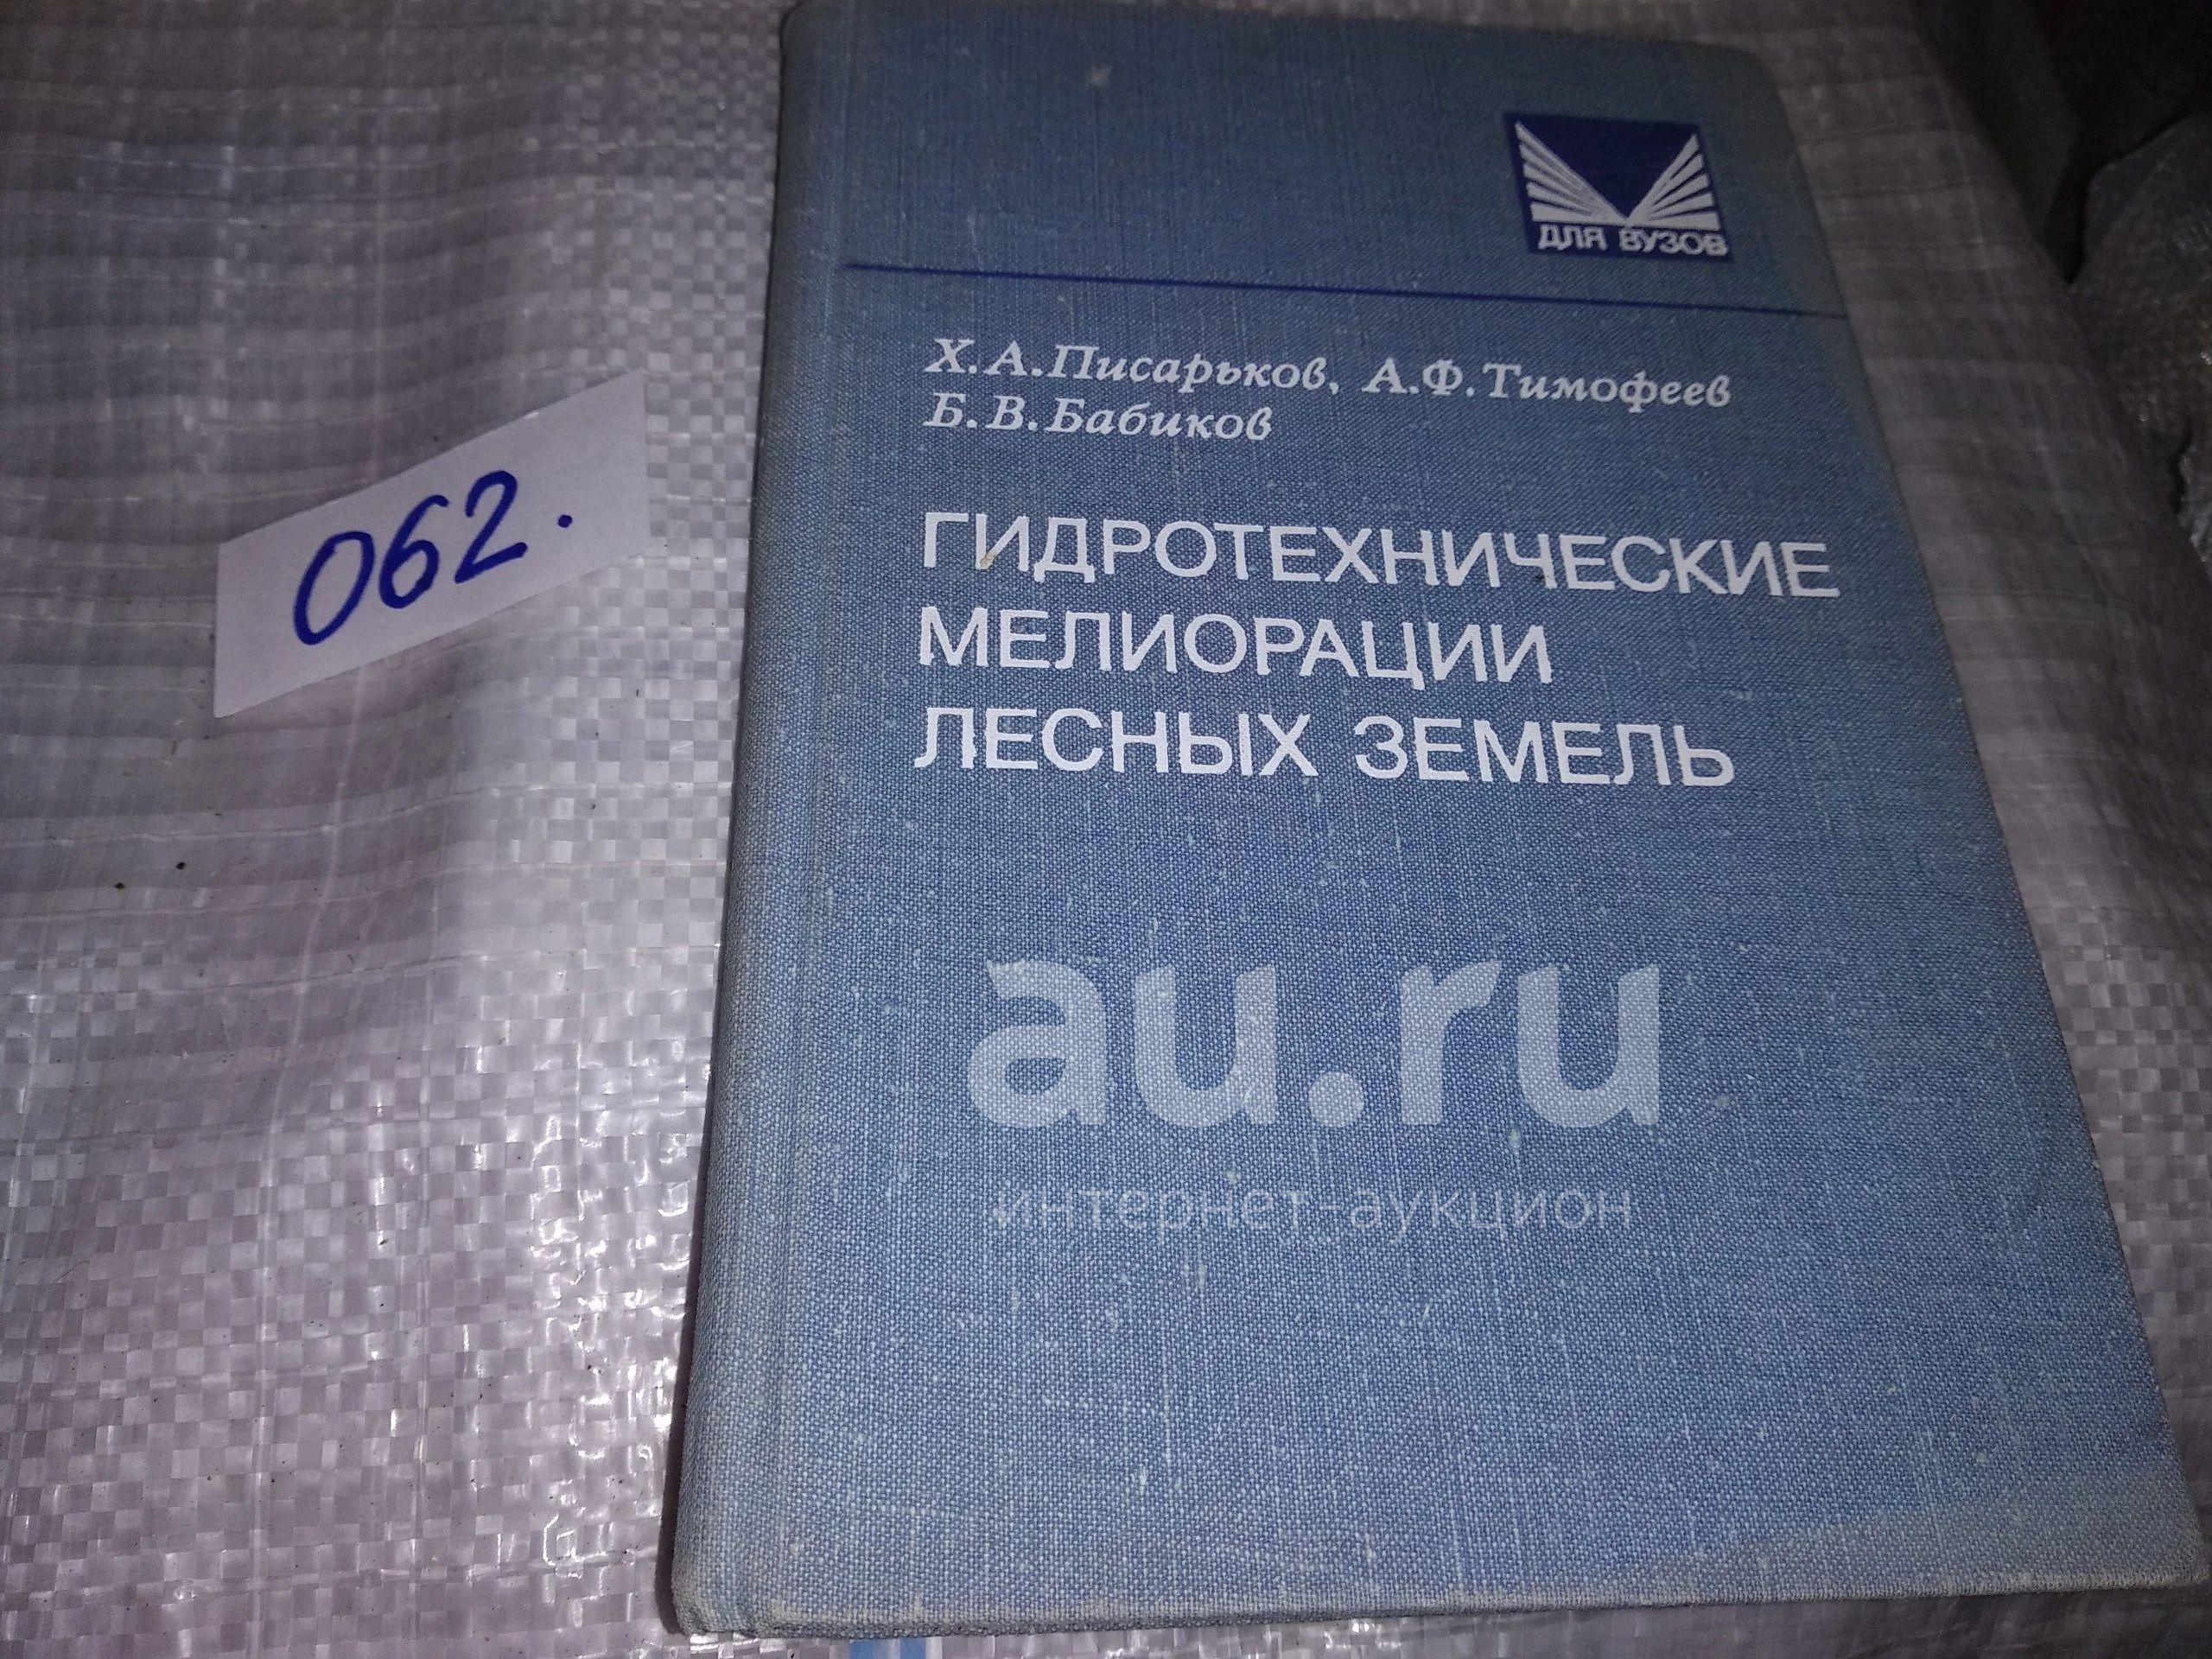 ДЛЯ ВУЗОВ
Х.А.Писарьков, А.Ф.Тимофеев
Б.В.Бабиков
ГИДРОТЕХНИЧЕСКИЕ
МЕЛИОРАЦИИ
ЛЕСНЫХ ЗЕМЕЛЬ
062.
au.ru
интернет-аукцион